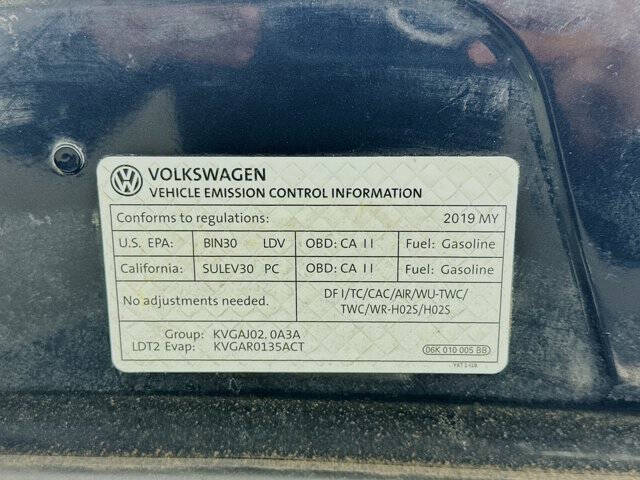 VOLKSWAGEN
VEHICLE EMISSION CONTROL INFORMATION
Conforms to regulations: 2019 MY
U.S. EPA: BIN30 LDV OBD: CA II Fuel: Gasoline
California: SULEV30 PC OBD: CA II Fuel: Gasoline
No adjustments needed. DFI/TC/CAC/AIR/WU-TWC/
TWC/WR-HO2S/HO2S
Group: KVGAJ02.0A3A
LDT2 Evap: KVGAR0135ACT
06K 010 005 BB